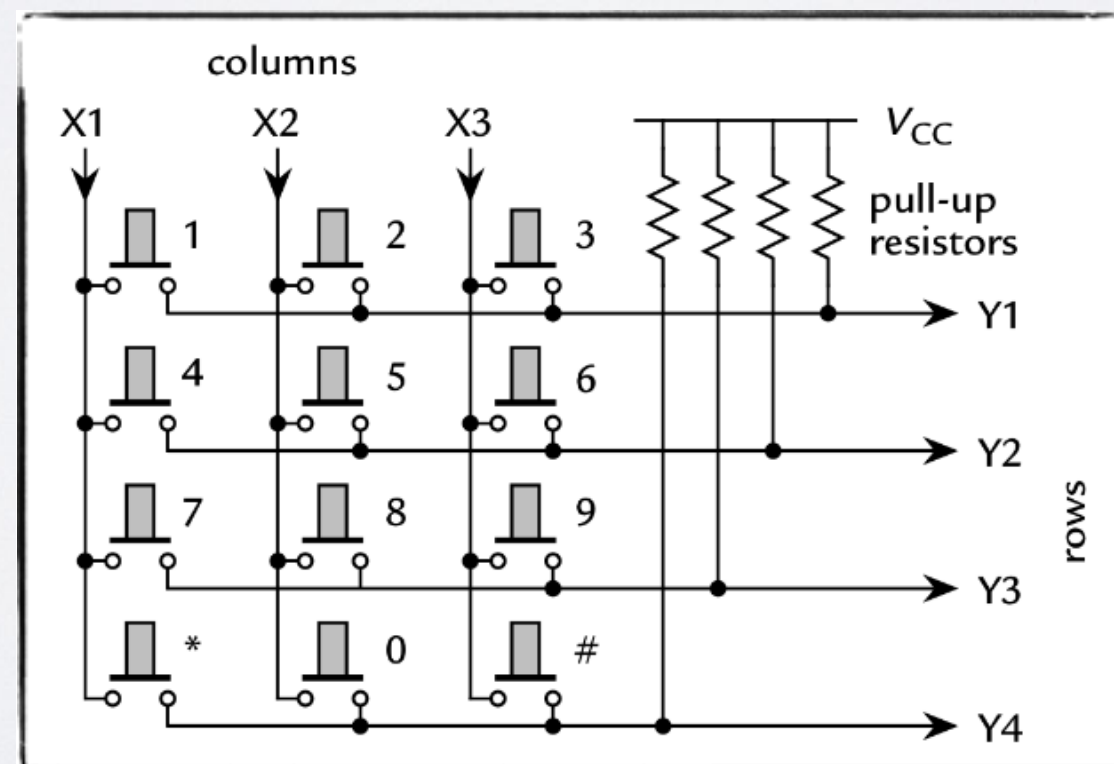 columns
X1 X2 X3
V_CC
pull-up
resistors
1 2 3
Y1
4 5 6
Y2
7 8 9
Y3
rows
* 0 #
Y4